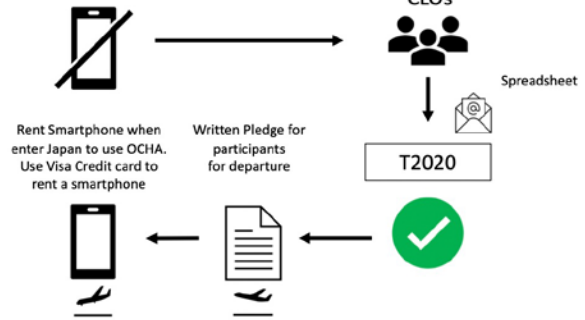 CLOs
Spreadsheet
Rent Smartphone when
enter Japan to use OCHA.
Use Visa Credit card to
rent a smartphone
Written Pledge for
participants
for departure
T2020